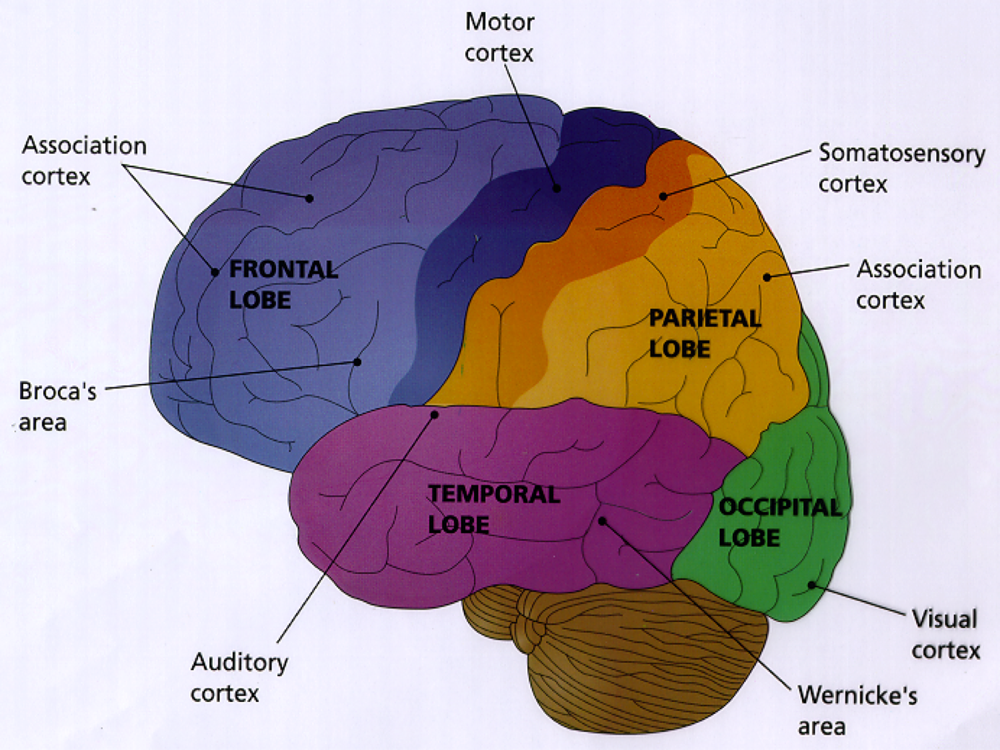 Motor
cortex
Association
cortex
Somatosensory
cortex
FRONTAL
LOBE
Association
cortex
PARIETAL
LOBE
Broca's
area
TEMPORAL
LOBE
OCCIPITAL
LOBE
Visual
cortex
Auditory
cortex
Wernicke's
area